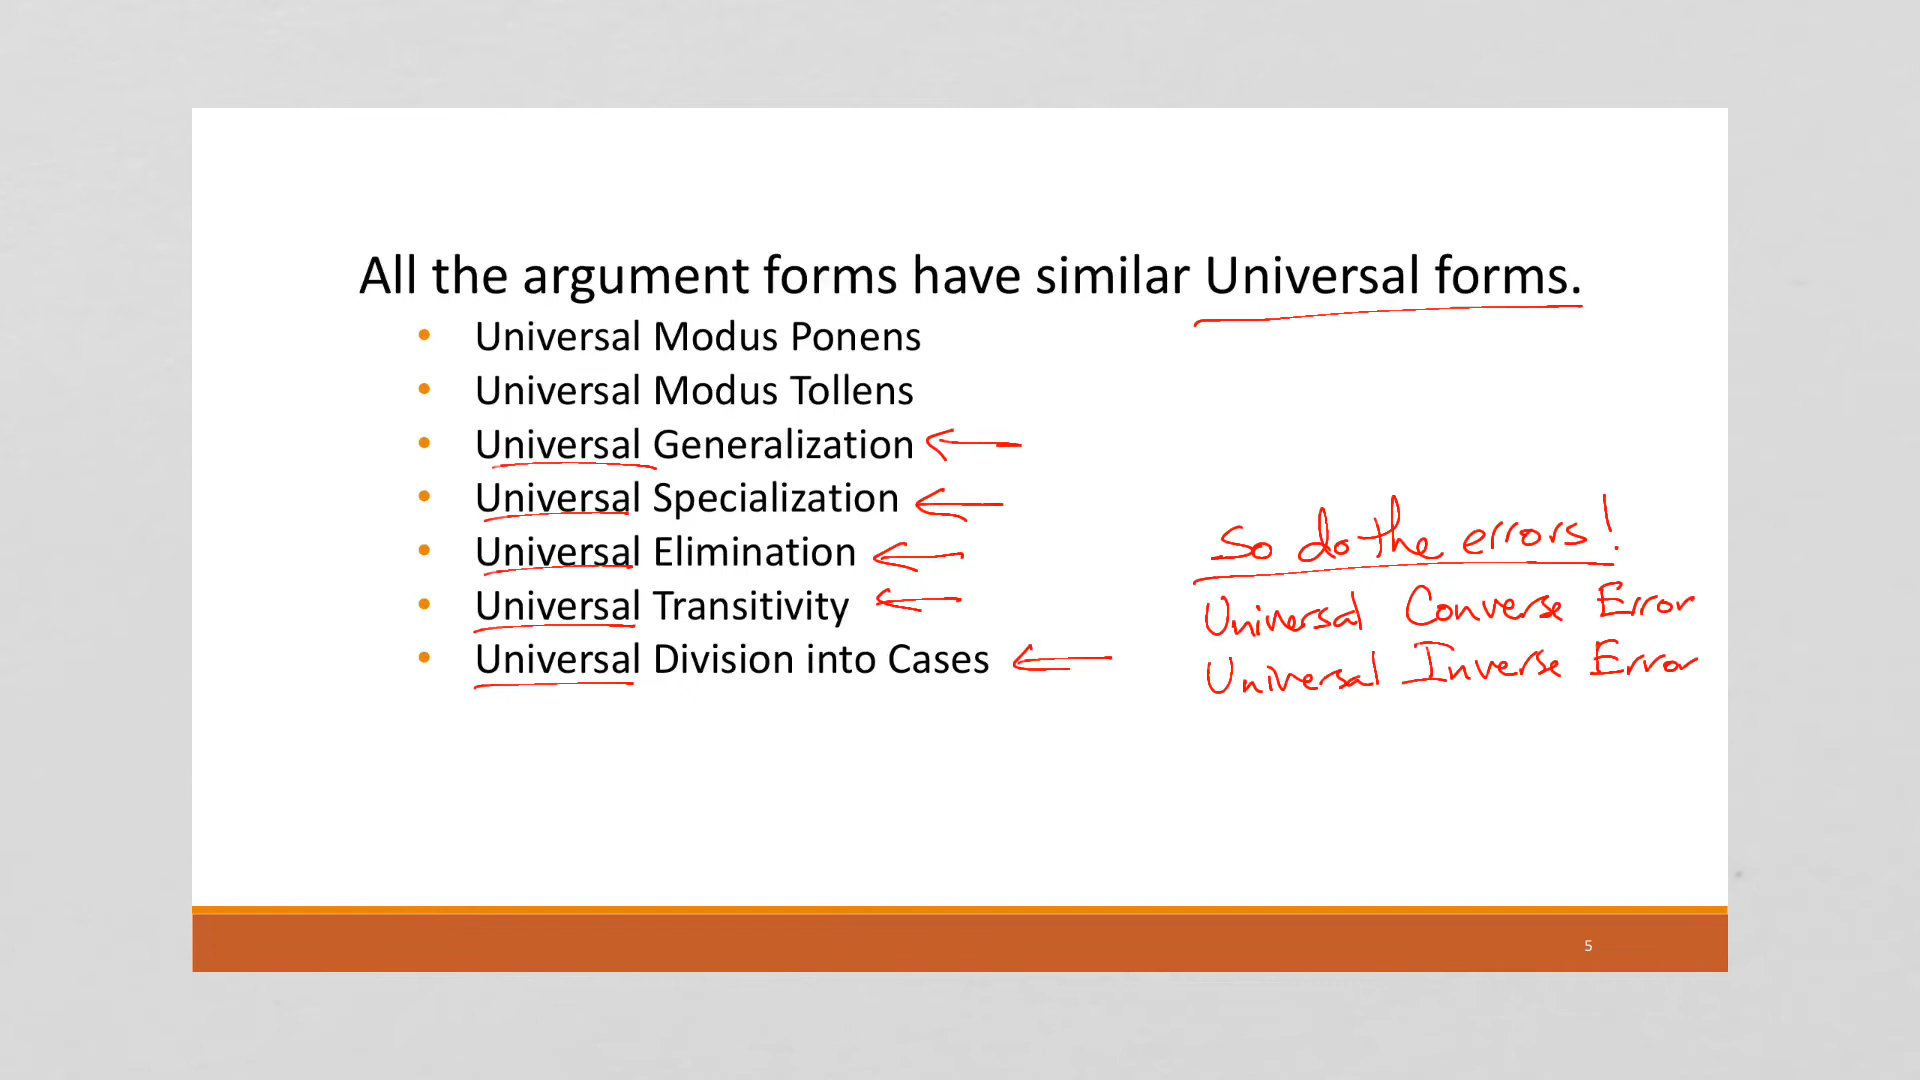 All the argument forms have similar Universal forms.
• Universal Modus Ponens
• Universal Modus Tollens
• Universal Generalization
• Universal Specialization
• Universal Elimination
• Universal Transitivity
• Universal Division into Cases
So do the errors!
Universal Converse Error
Universal Inverse Error
5